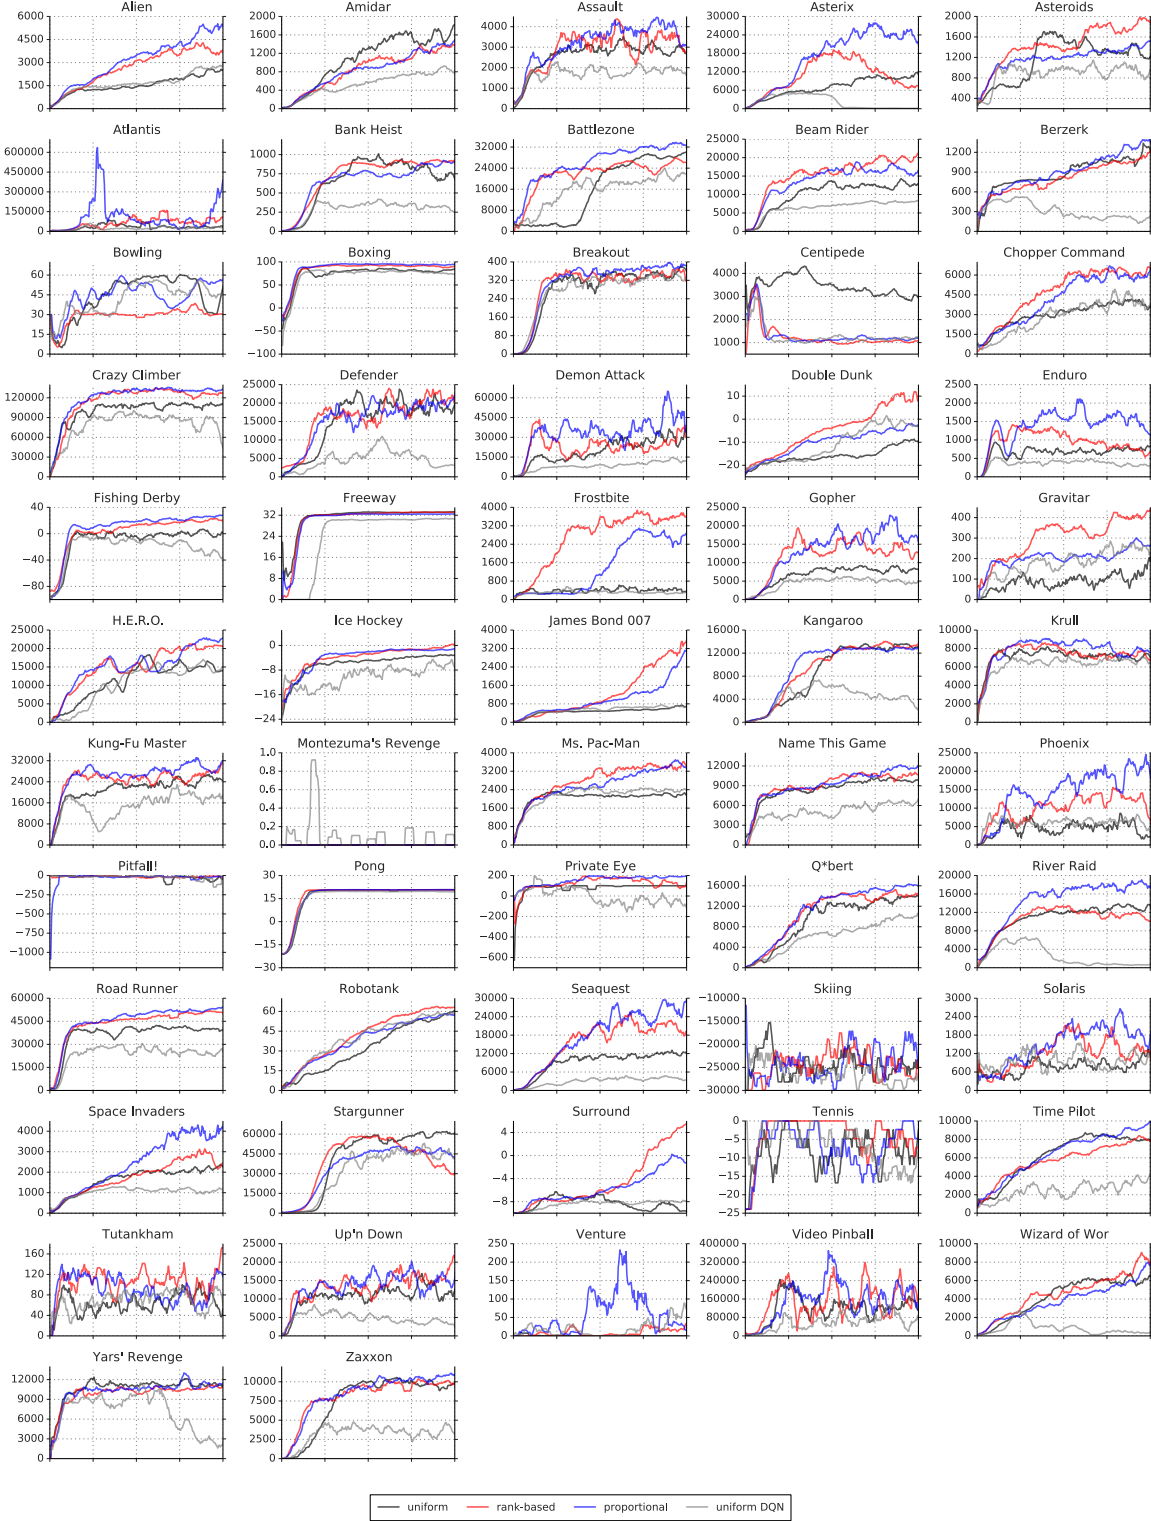 Alien
6000 4500 3000 1500 0
Amidar
2000 1600 1200 800 400 0
Assault
4000 3000 2000 1000 0
Asterix
30000 24000 18000 12000 6000 0
Asteroids
2000 1600 1200 800 400
Atlantis
600000 450000 300000 150000 0
Bank Heist
1000 750 500 250 0
Battlezone
32000 24000 16000 8000 0
Beam Rider
25000 20000 15000 10000 5000 0
Berzerk
1200 900 600 300 0
Bowling
60 45 30 15 0
Boxing
100 50 0 −50 −100
Breakout
400 320 240 160 80 0
Centipede
4000 3000 2000 1000
Chopper Command
6000 4500 3000 1500 0
Crazy Climber
120000 90000 60000 30000 0
Defender
25000 20000 15000 10000 5000 0
Demon Attack
60000 45000 30000 15000 0
Double Dunk
10 0 −10 −20
Enduro
2500 2000 1500 1000 500 0
Fishing Derby
40 0 −40 −80
Freeway
32 24 16 8 0
Frostbite
4000 3200 2400 1600 800 0
Gopher
25000 20000 15000 10000 5000 0
Gravitar
400 300 200 100 0
H.E.R.O.
25000 20000 15000 10000 5000 0
Ice Hockey
0 −8 −16 −24
James Bond 007
4000 3200 2400 1600 800 0
Kangaroo
16000 12000 8000 4000 0
Krull
10000 8000 6000 4000 2000 0
Kung-Fu Master
32000 24000 16000 8000 0
Montezuma's Revenge
1.0 0.8 0.6 0.4 0.2 0.0
Ms. Pac-Man
4000 3200 2400 1600 800 0
Name This Game
12000 9000 6000 3000 0
Phoenix
25000 20000 15000 10000 5000 0
Pitfall!
0 −250 −500 −750 −1000
Pong
30 15 0 −15 −30
Private Eye
200 0 −200 −400 −600
Q*bert
16000 12000 8000 4000 0
River Raid
20000 16000 12000 8000 4000 0
Road Runner
60000 45000 30000 15000 0
Robotank
60 45 30 15 0
Seaquest
30000 24000 18000 12000 6000 0
Skiing
−10000 −15000 −20000 −25000 −30000
Solaris
3000 2400 1800 1200 600 0
Space Invaders
4000 3000 2000 1000 0
Stargunner
60000 45000 30000 15000 0
Surround
4 0 −4 −8
Tennis
0 −5 −10 −15 −20 −25
Time Pilot
10000 8000 6000 4000 2000 0
Tutankham
160 120 80 40 0
Up'n Down
20000 15000 10000 5000 0
Venture
250 200 150 100 50 0
Video Pinball
400000 320000 240000 160000 80000 0
Wizard of Wor
10000 8000 6000 4000 2000 0
Yars' Revenge
12000 9000 6000 3000 0
Zaxxon
10000 7500 5000 2500 0
uniform rank-based proportional uniform DQN